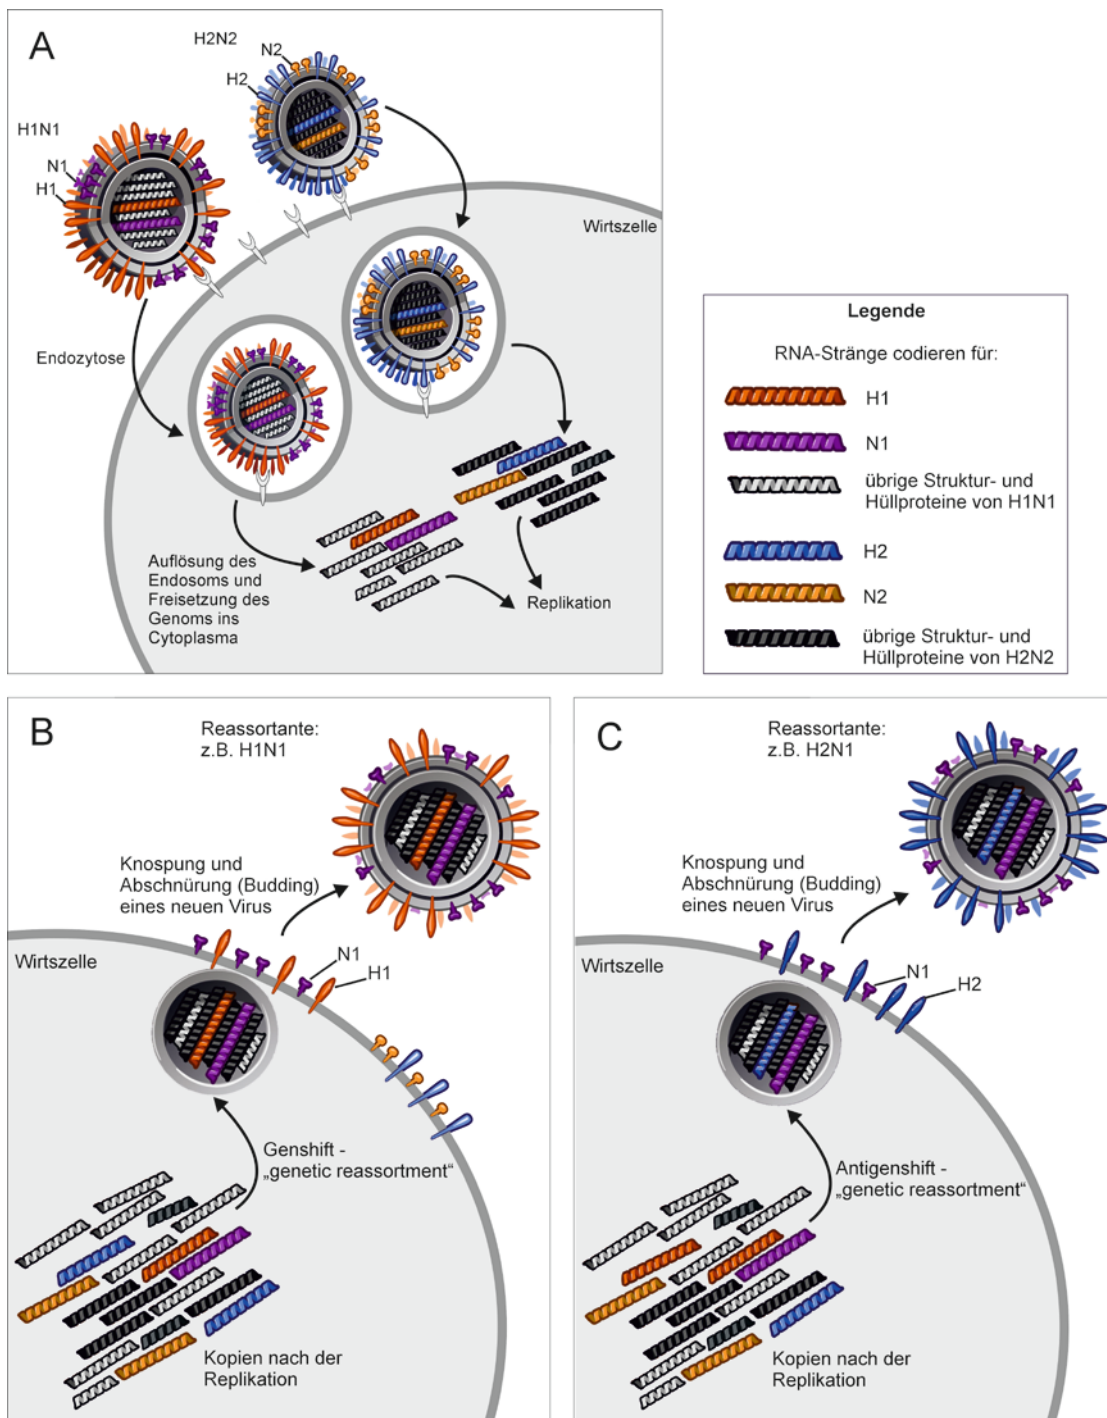 A
H2N2
N2
H2
H1N1
N1
H1
Wirtszelle
Endozytose
Auflösung des
Endosoms und
Freisetzung des
Genoms ins
Cytoplasma
Replikation
Legende
RNA-Stränge codieren für:
H1
N1
übrige Struktur- und
Hüllproteine von H1N1
H2
N2
übrige Struktur- und
Hüllproteine von H2N2
B
Reassortante:
z.B. H1N1
Knospung und
Abschnürung (Budding)
eines neuen Virus
Wirtszelle
N1
H1
Genshift -
„genetic reassortment“
Kopien nach der
Replikation
C
Reassortante:
z.B. H2N1
Knospung und
Abschnürung (Budding)
eines neuen Virus
Wirtszelle
N1
H2
Antigenshift -
„genetic reassortment“
Kopien nach der
Replikation